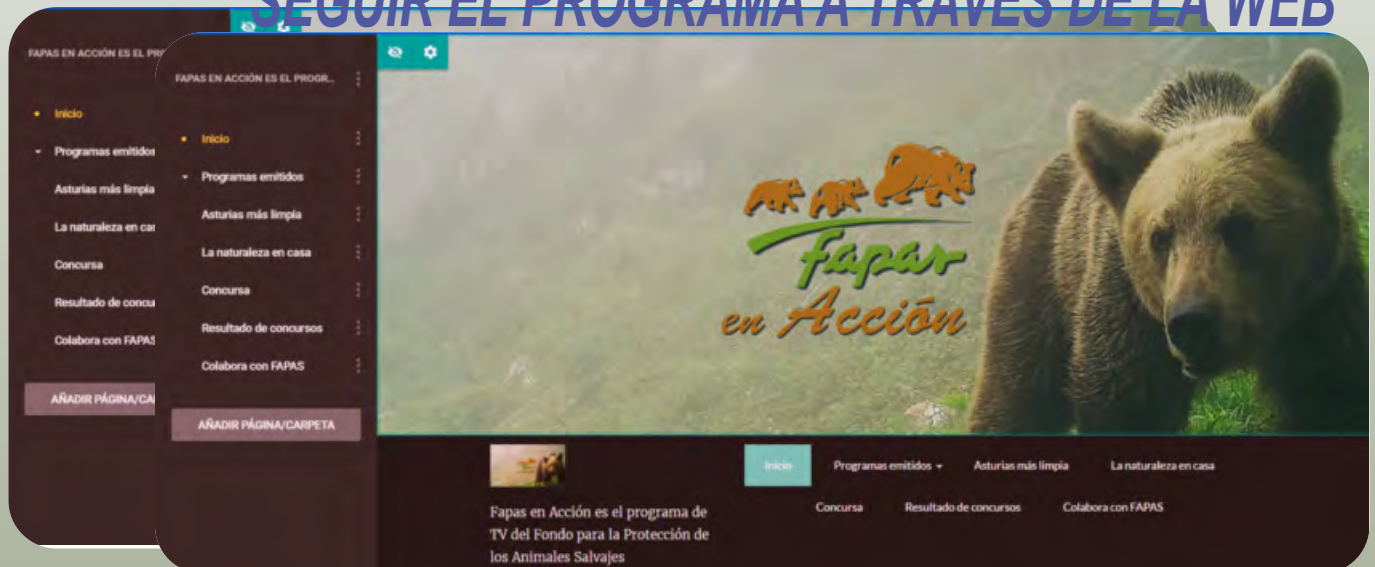 SEGUIR EL PROGRAMA A TRAVÉS DE LA WEB
FAPAS EN ACCIÓN ES EL PR
Inicio
Programas emitidos
Asturias más limpia
La naturaleza en ca
Concursa
Resultado de concu
Colabora con FAPAS
AÑADIR PÁGINA/CA
FAPAS EN ACCIÓN ES EL PROGR...
Inicio
Programas emitidos
Asturias más limpia
La naturaleza en casa
Concursa
Resultado de concursos
Colabora con FAPAS
AÑADIR PÁGINA/CARPETA
fapas
en Acción
Inicio
Programas emitidos
Asturias más limpia
La naturaleza en casa
Concursa
Resultado de concursos
Colabora con FAPAS
Fapas en Acción es el programa de
TV del Fondo para la Protección de
los Animales Salvajes